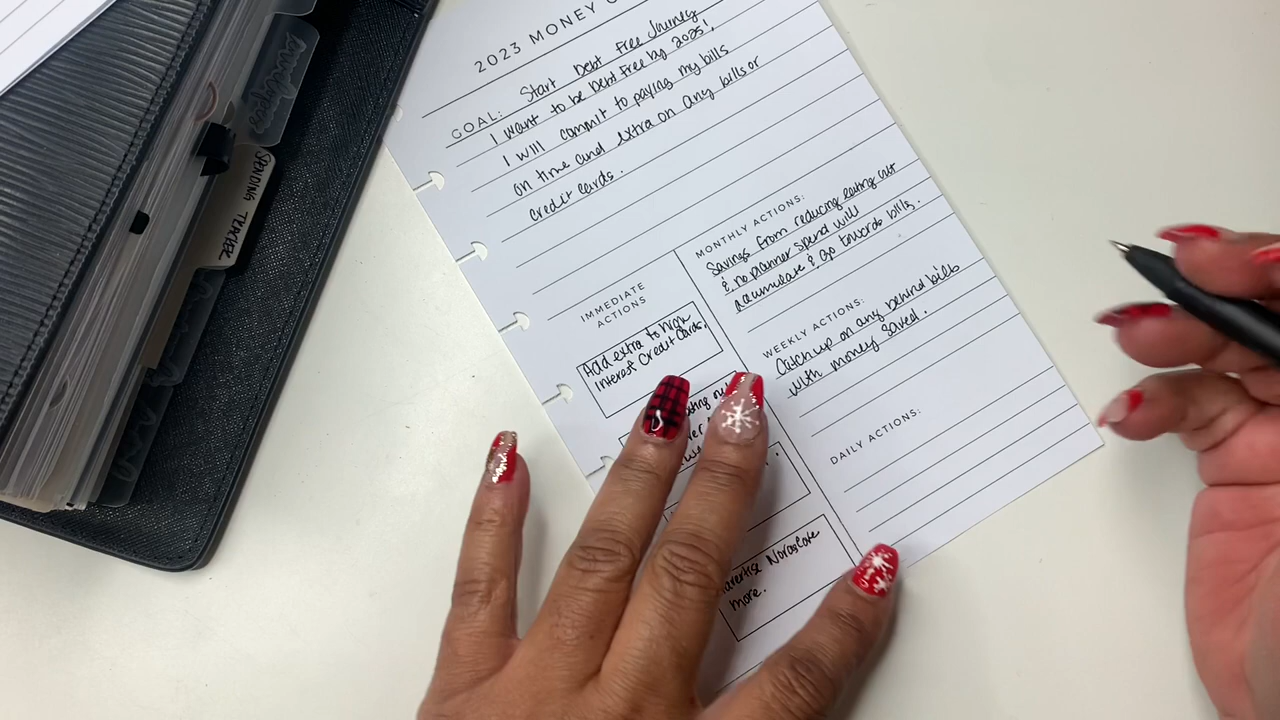 2023 MONEY
GOAL: Start Debt Free Journey
I want to be Debt Free by 2025!
I will commit to paying my bills
on time and extra on any bills or
credit cards.
IMMEDIATE
ACTIONS
Add extra to high
interest Credit Cards.
eating
more.
MONTHLY ACTIONS:
Savings from reducing eating out
& no planner spend will
accumulate & go towards bills.
WEEKLY ACTIONS:
Catch up on any behind bills
with money saved.
DAILY ACTIONS:
SPENDING TRACKER